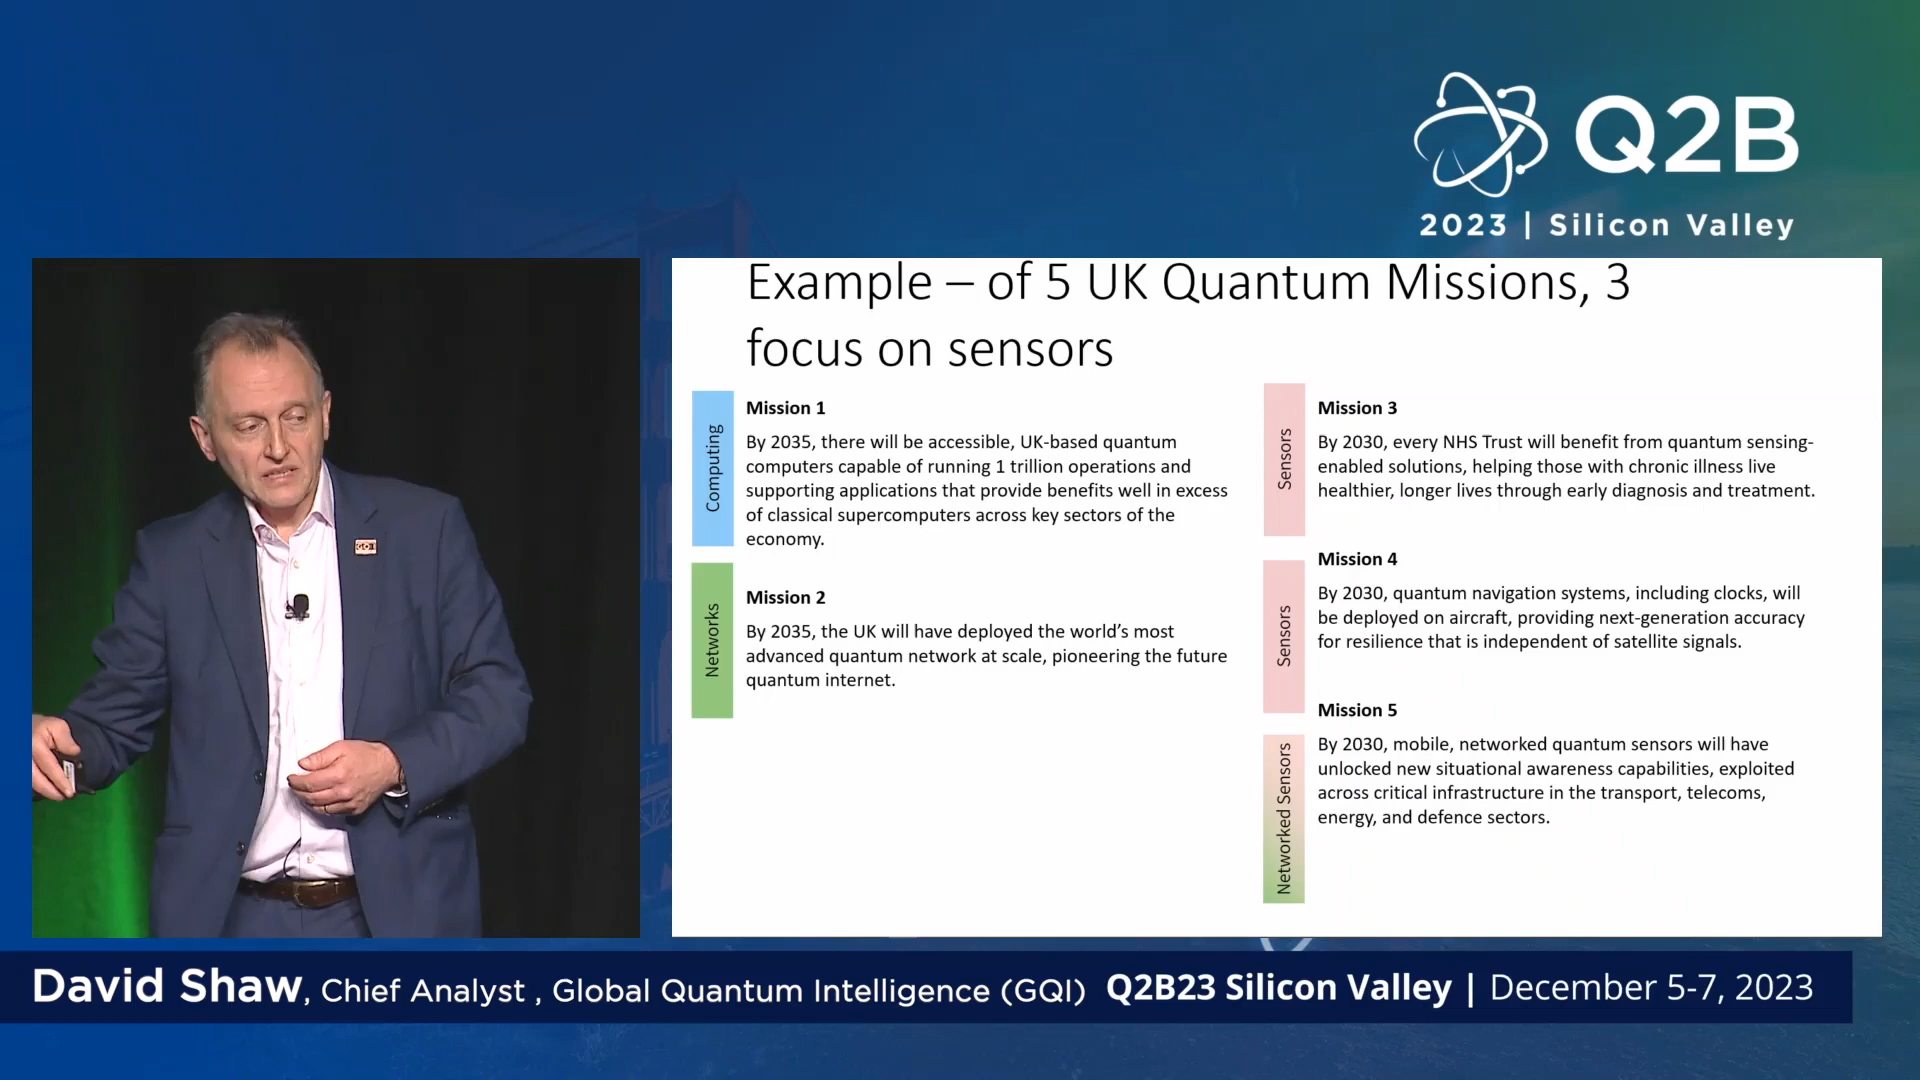 Q2B
2023 | Silicon Valley
Example – of 5 UK Quantum Missions, 3
focus on sensors
Computing
Mission 1
By 2035, there will be accessible, UK-based quantum
computers capable of running 1 trillion operations and
supporting applications that provide benefits well in excess
of classical supercomputers across key sectors of the
economy.
Networks
Mission 2
By 2035, the UK will have deployed the world's most
advanced quantum network at scale, pioneering the future
quantum internet.
Sensors
Mission 3
By 2030, every NHS Trust will benefit from quantum sensing-
enabled solutions, helping those with chronic illness live
healthier, longer lives through early diagnosis and treatment.
Sensors
Mission 4
By 2030, quantum navigation systems, including clocks, will
be deployed on aircraft, providing next-generation accuracy
for resilience that is independent of satellite signals.
Networked Sensors
Mission 5
By 2030, mobile, networked quantum sensors will have
unlocked new situational awareness capabilities, exploited
across critical infrastructure in the transport, telecoms,
energy, and defence sectors.
David Shaw, Chief Analyst , Global Quantum Intelligence (GQI) Q2B23 Silicon Valley | December 5-7, 2023